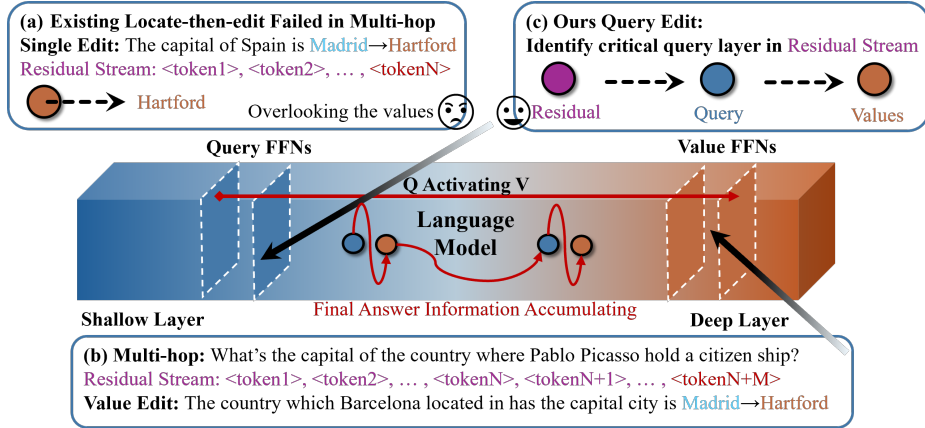 (a) Existing Locate-then-edit Failed in Multi-hop
Single Edit: The capital of Spain is Madrid→Hartford
Residual Stream: <token1>, <token2>, … , <tokenN>
Hartford
Overlooking the values
(c) Ours Query Edit:
Identify critical query layer in Residual Stream
Residual
Query
Values
Query FFNs
Value FFNs
Q Activating V
Language
Model
Final Answer Information Accumulating
Shallow Layer
Deep Layer
(b) Multi-hop: What's the capital of the country where Pablo Picasso hold a citizen ship?
Residual Stream: <token1>, <token2>, … , <tokenN>, <tokenN+1>, … , <tokenN+M>
Value Edit: The country which Barcelona located in has the capital city is Madrid→Hartford